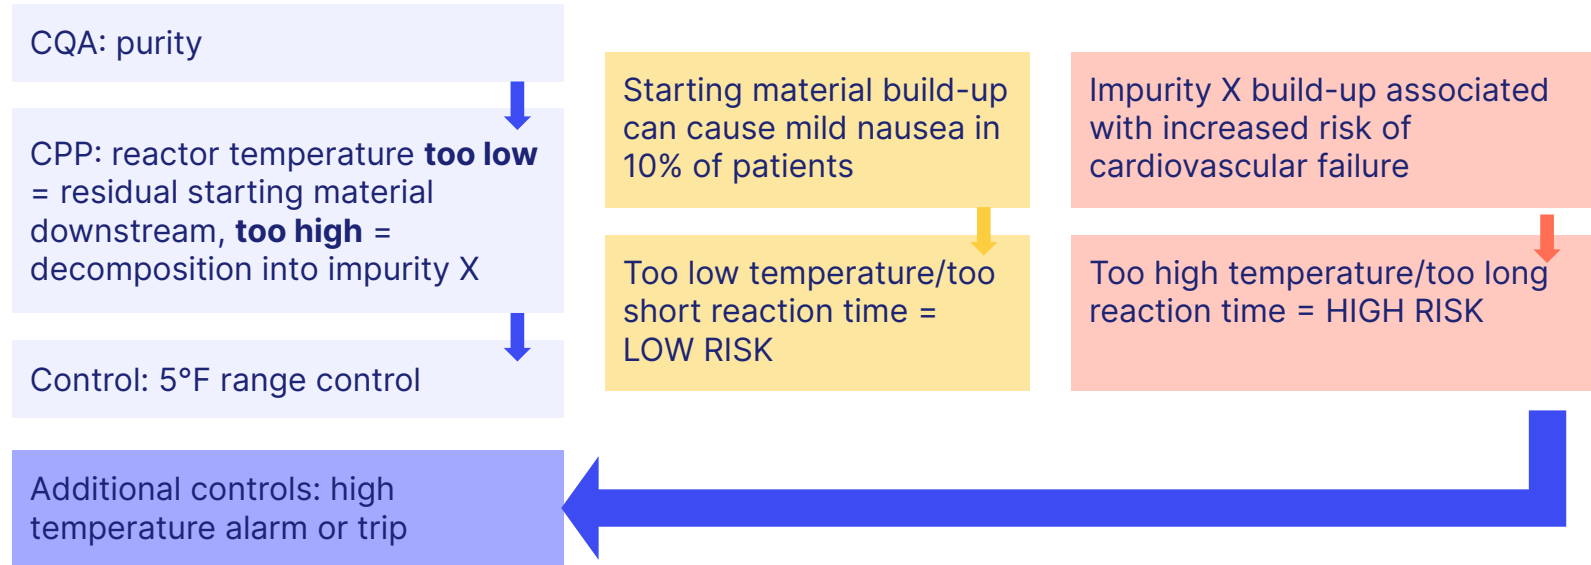 CQA: purity
CPP: reactor temperature too low
= residual starting material
downstream, too high =
decomposition into impurity X
Control: 5°F range control
Additional controls: high
temperature alarm or trip
Starting material build-up
can cause mild nausea in
10% of patients
Too low temperature/too
short reaction time =
LOW RISK
Impurity X build-up associated
with increased risk of
cardiovascular failure
Too high temperature/too long
reaction time = HIGH RISK